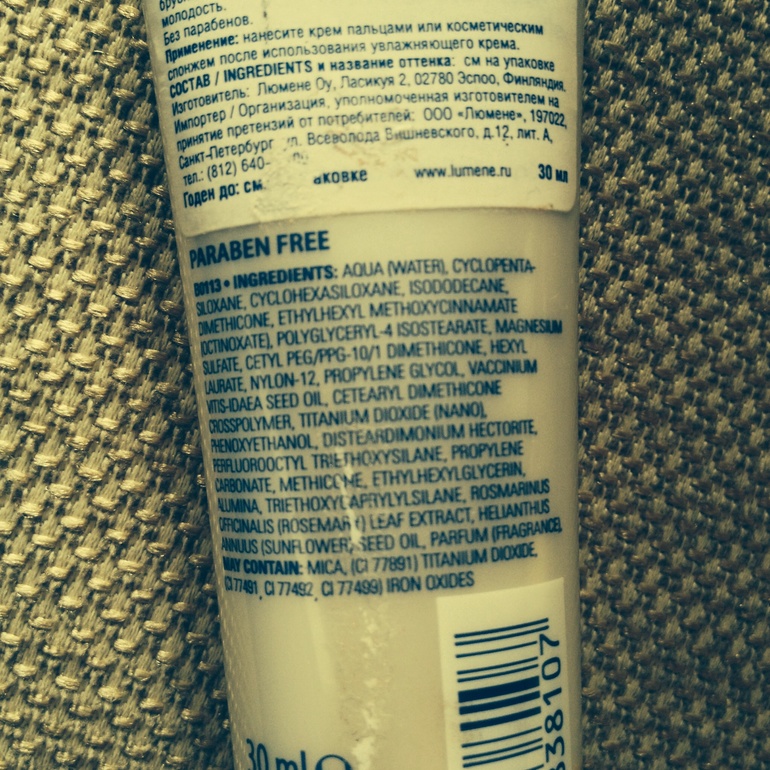 молодость.
Без парабенов.
Применение: нанесите крем пальцами или косметическим
спонжем после использования увлажняющего крема.
СОСТАВ / INGREDIENTS и название оттенка: см на упаковке
Изготовитель: Люмене Оу, Ласикуя 2, 02780 Эспоо, Финляндия.
Импортер / Организация, уполномоченная изготовителем на
принятие претензий от потребителей: ООО «Люмене», 197022,
Санкт-Петербург ул. Всеволода Вишневского, д.12, лит. А,
тел.: (812) 640-
Годен до: см. аковке www.lumene.ru 30 мл
PARABEN FREE
B0113 • INGREDIENTS: AQUA (WATER), CYCLOPENTA-
SILOXANE, CYCLOHEXASILOXANE, ISODODECANE,
DIMETHICONE, ETHYLHEXYL METHOXYCINNAMATE
(OCTINOXATE), POLYGLYCERYL-4 ISOSTEARATE, MAGNESIUM
SULFATE, CETYL PEG/PPG-10/1 DIMETHICONE, HEXYL
LAURATE, NYLON-12, PROPYLENE GLYCOL, VACCINIUM
VITIS-IDAEA SEED OIL, CETEARYL DIMETHICONE
CROSSPOLYMER, TITANIUM DIOXIDE (NANO),
PHENOXYETHANOL, DISTEARDIMONIUM HECTORITE,
PERFLUOROOCTYL TRIETHOXYSILANE, PROPYLENE
CARBONATE, METHICONE, ETHYLHEXYLGLYCERIN,
ALUMINA, TRIETHOXYCAPRYLYLSILANE, ROSMARINUS
OFFICINALIS (ROSEMARY) LEAF EXTRACT, HELIANTHUS
ANNUUS (SUNFLOWER) SEED OIL, PARFUM (FRAGRANCE)
MAY CONTAIN: MICA, (CI 77891) TITANIUM DIOXIDE,
CI 77491, CI 77492, CI 77499) IRON OXIDES
38107
30 ml